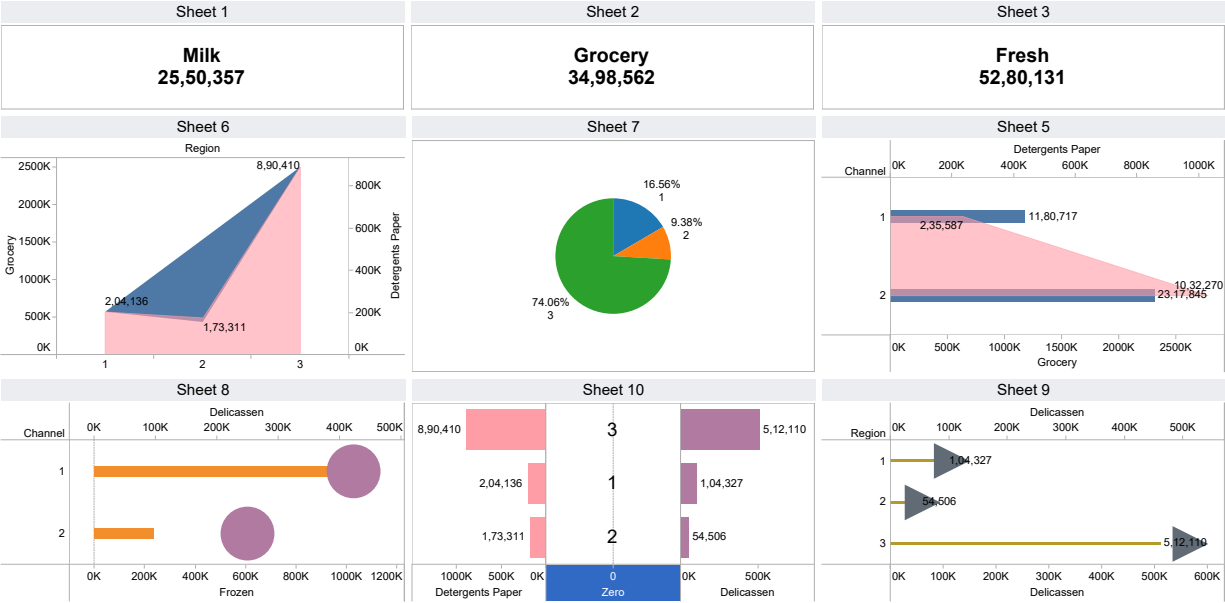 Sheet 1
Sheet 2
Sheet 3
Milk
25,50,357
Grocery
34,98,562
Fresh
52,80,131
Sheet 6
Region
2500K
2000K
1500K
1000K
500K
0K
Grocery
8,90,410
2,04,136
1,73,311
800K
600K
400K
200K
0K
Detergents Paper
1 2 3
Sheet 7
16.56%
1
9.38%
2
74.06%
3
Sheet 5
Detergents Paper
Channel 0K 200K 400K 600K 800K 1000K
1 11,80,717
2,35,587
10,32,270
2 23,17,845
0K 500K 1000K 1500K 2000K 2500K
Grocery
Sheet 8
Delicassen
Channel 0K 100K 200K 300K 400K 500K
1
2
0K 200K 400K 600K 800K 1000K 1200K
Frozen
Sheet 10
8,90,410 3 5,12,110
2,04,136 1 1,04,327
1,73,311 2 54,506
1000K 500K 0K 0 0K 500K
Detergents Paper Zero Delicassen
Sheet 9
Delicassen
Region 0K 100K 200K 300K 400K 500K
1 1,04,327
2 54,506
3 5,12,110
0K 100K 200K 300K 400K 500K 600K
Delicassen